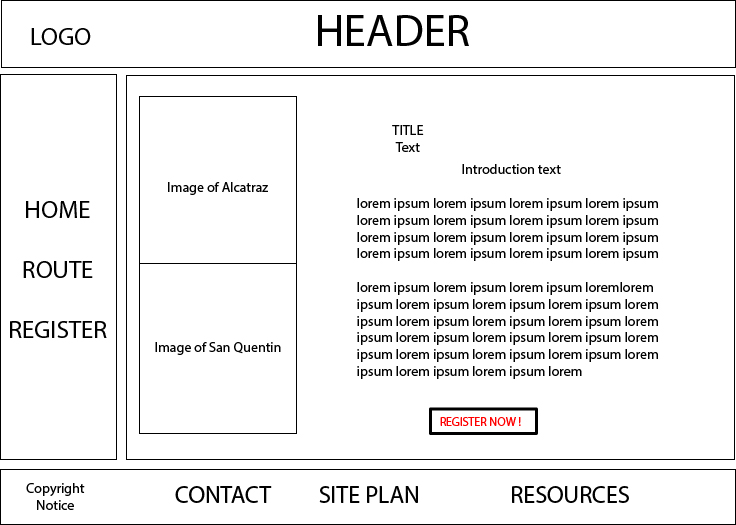 LOGO
HEADER
HOME
ROUTE
REGISTER
Image of Alcatraz
Image of San Quentin
TITLE
Text
Introduction text
lorem ipsum lorem ipsum lorem ipsum lorem ipsum
lorem ipsum lorem ipsum lorem ipsum lorem ipsum
lorem ipsum lorem ipsum lorem ipsum lorem ipsum
lorem ipsum lorem ipsum lorem ipsum lorem ipsum
lorem ipsum lorem ipsum lorem ipsum loremlorem
ipsum lorem ipsum lorem ipsum lorem ipsum lorem
ipsum lorem ipsum lorem ipsum lorem ipsum lorem
ipsum lorem ipsum lorem ipsum lorem ipsum lorem
ipsum lorem ipsum lorem ipsum lorem ipsum lorem
ipsum lorem ipsum lorem ipsum lorem
REGISTER NOW !
Copyright
Notice
CONTACT
SITE PLAN
RESOURCES